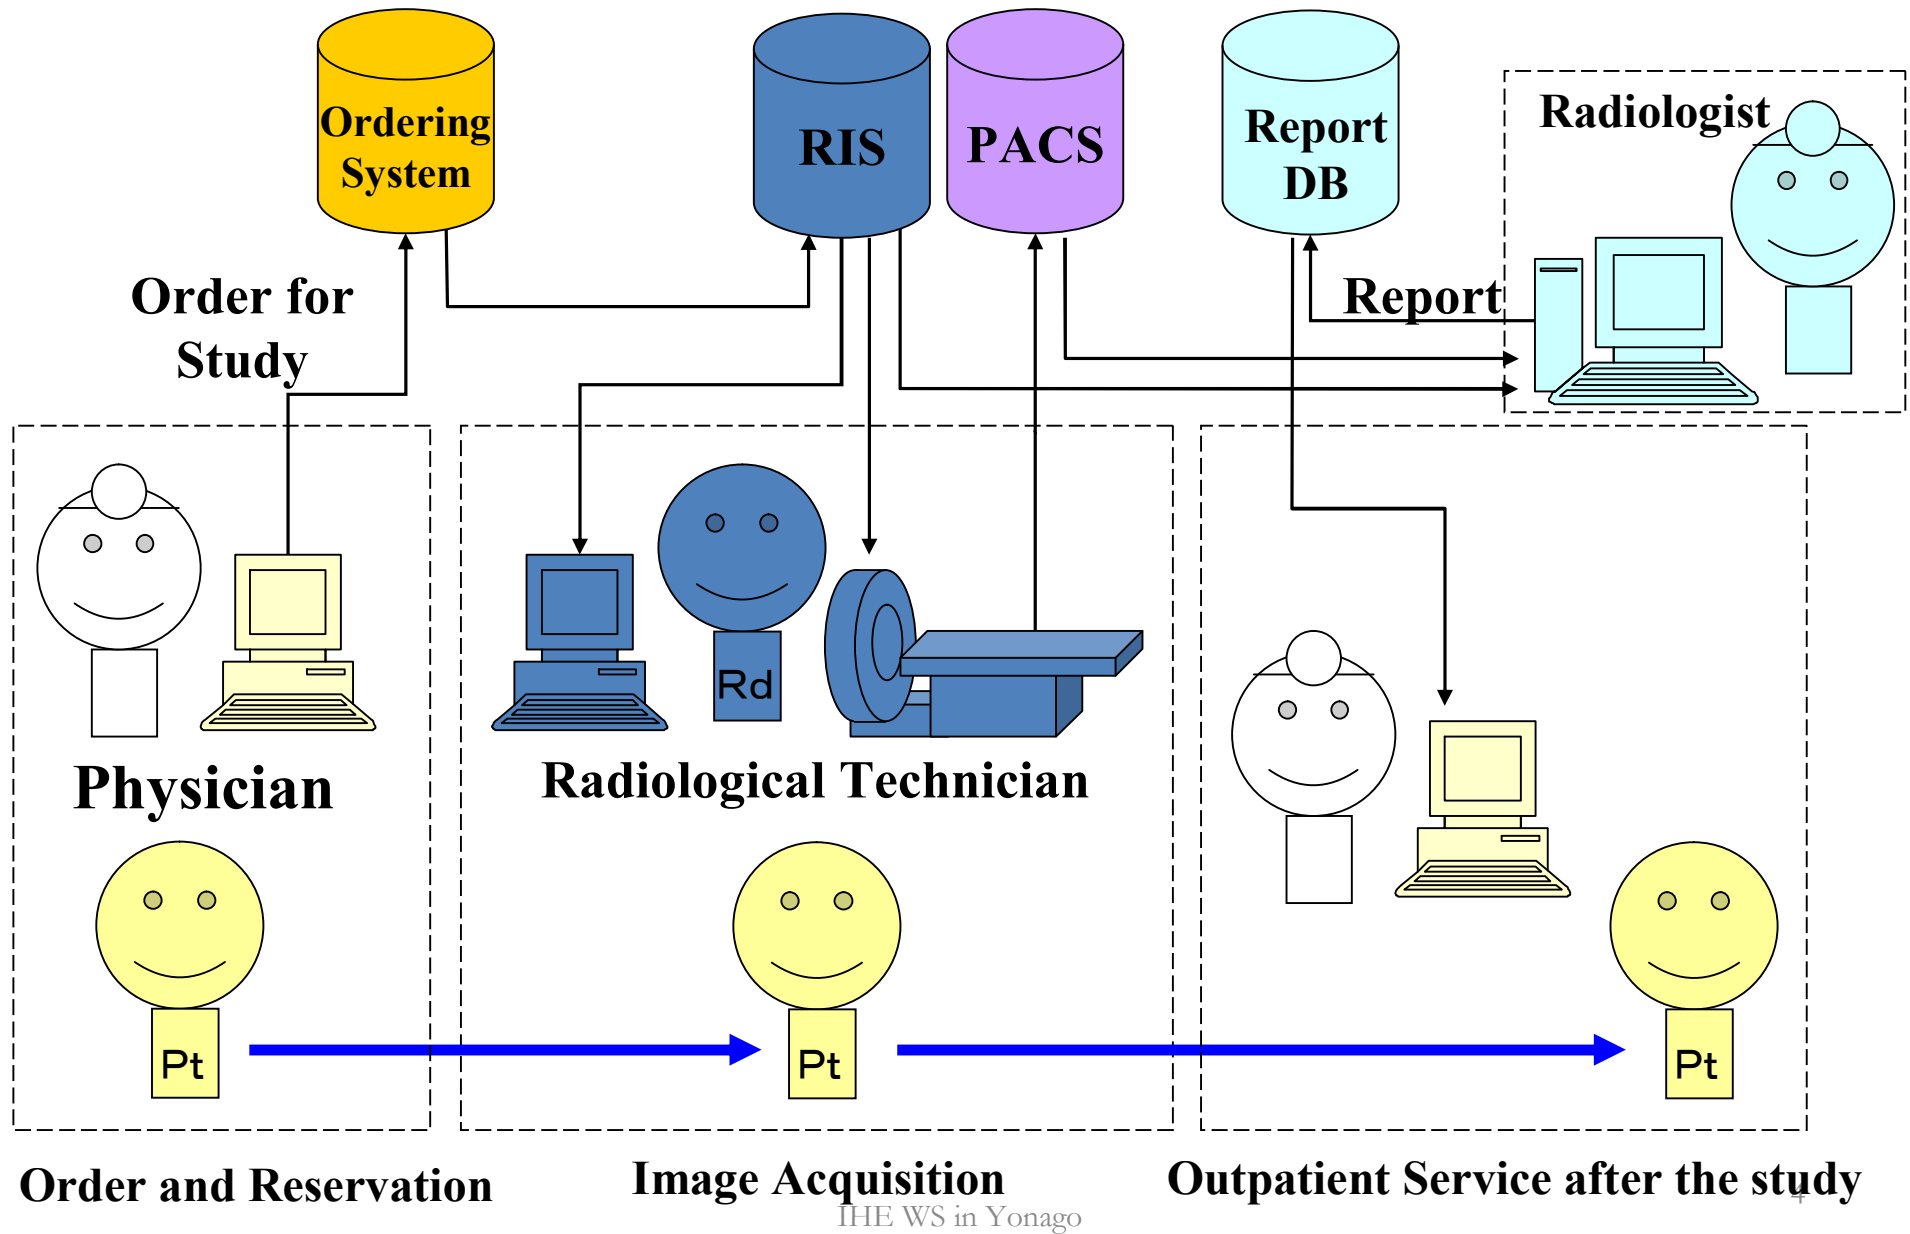 Ordering
System
RIS
PACS
Report
DB
Radiologist
Order for
Study
Report
Rd
Physician
Radiological Technician
Pt
Pt
Pt
Order and Reservation
Image Acquisition
Outpatient Service after the study
4
IHE WS in Yonago